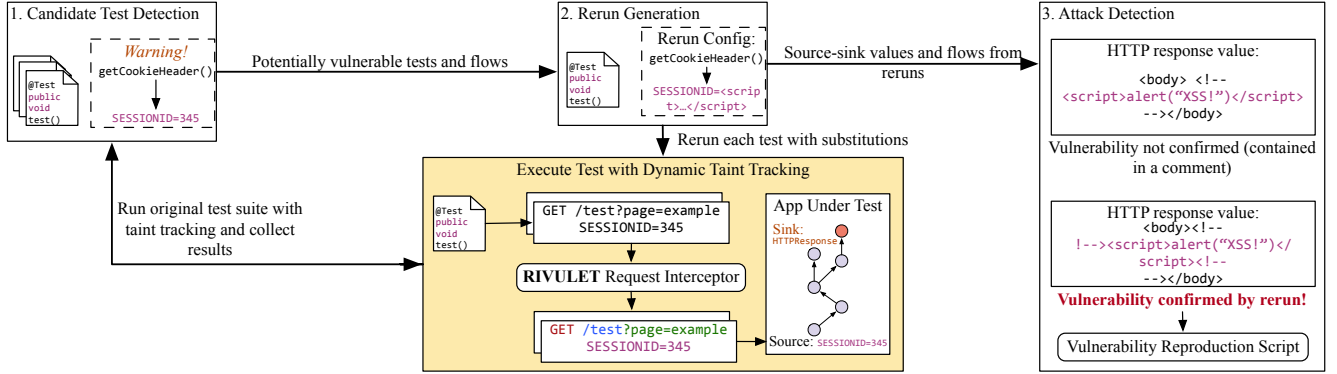 1. Candidate Test Detection
@Test
public
void
test()
Warning!
getCookieHeader()
SESSIONID=345
Potentially vulnerable tests and flows
2. Rerun Generation
@Test
public
void
test()
Rerun Config:
getCookieHeader()
SESSIONID=<scrip
t>…</script>
Source-sink values and flows from
reruns
Rerun each test with substitutions
Run original test suite with
taint tracking and collect
results
Execute Test with Dynamic Taint Tracking
@Test
public
void
test()
GET /test?page=example
SESSIONID=345
RIVULET Request Interceptor
GET /test?page=example
SESSIONID=345
App Under Test
Sink:
HTTPResponse
Source: SESSIONID=345
3. Attack Detection
HTTP response value:
<body> <!--
<script>alert(“XSS!”)</script>
--></body>
Vulnerability not confirmed (contained
in a comment)
HTTP response value:
<body><!--
!--><script>alert(“XSS!”)</
script><!--
--></body>
Vulnerability confirmed by rerun!
Vulnerability Reproduction Script